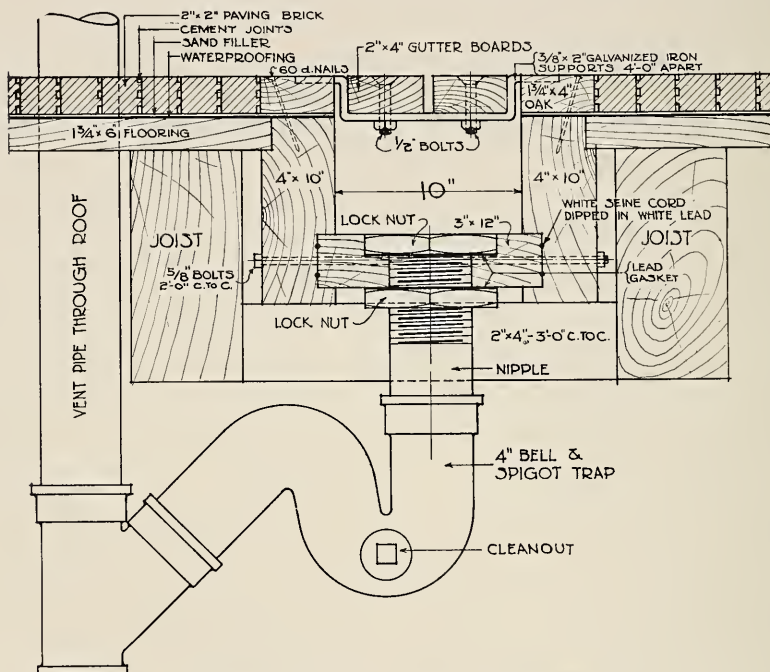 2"x 2" PAVING BRICK
CEMENT JOINTS
SAND FILLER
WATERPROOFING
60 d. NAILS
2"x 4" GUTTER BOARDS
3/8"x 2" GALVANIZED IRON
SUPPORTS 4'-0" APART
1 3/4"x 4"
OAK
1 3/4"x 6" FLOORING
1/2" BOLTS
4"x 10"
10"
4"x 10"
WHITE SEINE CORD
DIPPED IN WHITE LEAD
LOCK NUT
3"x 12"
JOIST
JOIST
5/8" BOLTS
2'-0" C. TO C.
LEAD
GASKET
LOCK NUT
2"x 4"-3'-0" C. TO C.
NIPPLE
VENT PIPE THROUGH ROOF
4" BELL &
SPIGOT TRAP
CLEANOUT